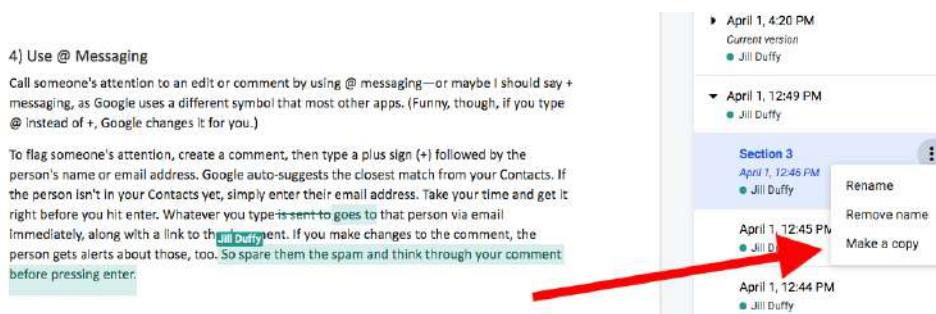 4) Use @ Messaging
Call someone's attention to an edit or comment by using @ messaging—or maybe I should say +
messaging, as Google uses a different symbol that most other apps. (Funny, though, if you type
@ instead of +, Google changes it for you.)
To flag someone's attention, create a comment, then type a plus sign (+) followed by the
person's name or email address. Google auto-suggests the closest match from your Contacts. If
the person isn't in your Contacts yet, simply enter their email address. Take your time and get it
right before you hit enter. Whatever you type is sent to goes to that person via email
immediately, along with a link to the ent. If you make changes to the comment, the
Jill Duffy
person gets alerts about those, too. So spare them the spam and think through your comment
before pressing enter.
April 1, 4:20 PM
Current version
Jill Duffy
April 1, 12:49 PM
Jill Duffy
Section 3
April 1, 12:46 PM
Jill Duffy
Rename
Remove name
Make a copy
April 1, 12:45 PM
Jill D
April 1, 12:44 PM
Jill Duffy